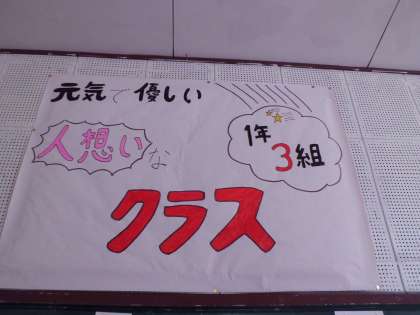 元気で優しい
人想いな
1年
3組
クラス